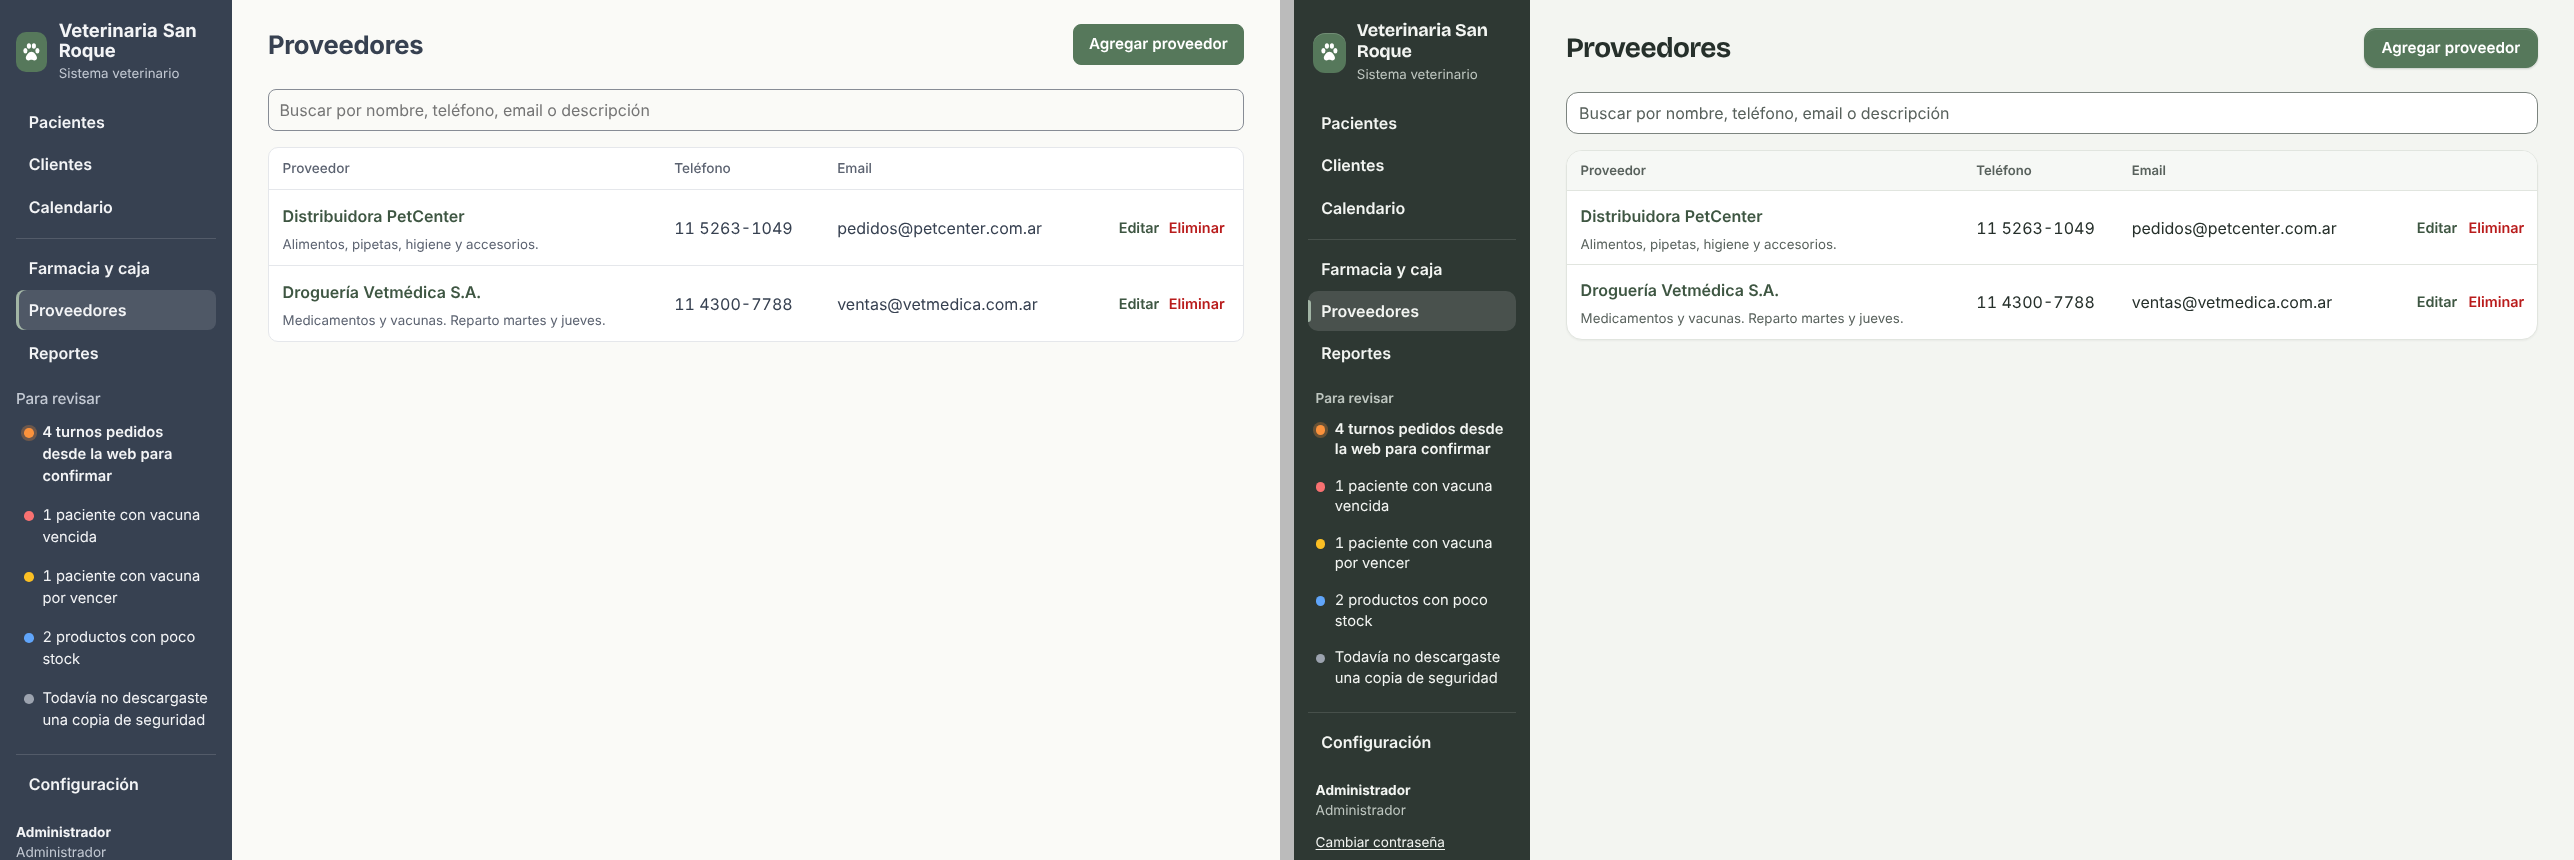 Veterinaria San
Roque
Sistema veterinario
Pacientes
Clientes
Calendario
Farmacia y caja
Proveedores
Reportes
Para revisar
4 turnos pedidos
desde la web para
confirmar
1 paciente con vacuna
vencida
1 paciente con vacuna
por vencer
2 productos con poco
stock
Todavía no descargaste
una copia de seguridad
Configuración
Administrador
Administrador
Proveedores
Agregar proveedor
Buscar por nombre, teléfono, email o descripción
Proveedor Teléfono Email
Distribuidora PetCenter
Alimentos, pipetas, higiene y accesorios.
11 5263-1049 pedidos@petcenter.com.ar Editar Eliminar
Droguería Vetmédica S.A.
Medicamentos y vacunas. Reparto martes y jueves.
11 4300-7788 ventas@vetmedica.com.ar Editar Eliminar
Veterinaria San
Roque
Sistema veterinario
Pacientes
Clientes
Calendario
Farmacia y caja
Proveedores
Reportes
Para revisar
4 turnos pedidos desde
la web para confirmar
1 paciente con vacuna
vencida
1 paciente con vacuna
por vencer
2 productos con poco
stock
Todavía no descargaste
una copia de seguridad
Configuración
Administrador
Administrador
Cambiar contraseña
Proveedores
Agregar proveedor
Buscar por nombre, teléfono, email o descripción
Proveedor Teléfono Email
Distribuidora PetCenter
Alimentos, pipetas, higiene y accesorios.
11 5263-1049 pedidos@petcenter.com.ar Editar Eliminar
Droguería Vetmédica S.A.
Medicamentos y vacunas. Reparto martes y jueves.
11 4300-7788 ventas@vetmedica.com.ar Editar Eliminar